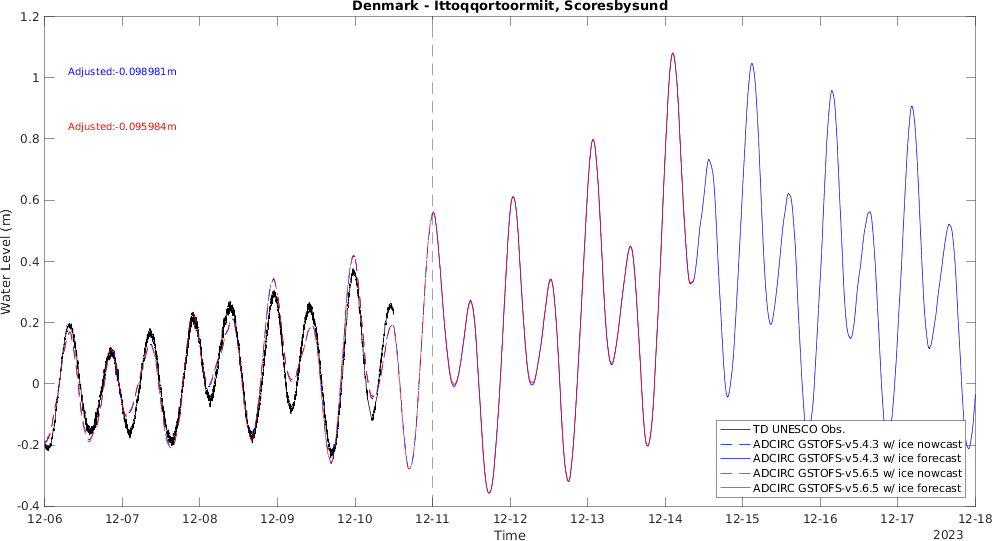 Denmark - Ittoqqortoormiit, Scoresbysund
1.2
1
0.8
0.6
0.4
0.2
0
-0.2
-0.4
Water Level (m)
Adjusted:-0.098981m
Adjusted:-0.095984m
TD UNESCO Obs.
ADCIRC GSTOFS-v5.4.3 w/ ice nowcast
ADCIRC GSTOFS-v5.4.3 w/ ice forecast
ADCIRC GSTOFS-v5.6.5 w/ ice nowcast
ADCIRC GSTOFS-v5.6.5 w/ ice forecast
12-06 12-07 12-08 12-09 12-10 12-11 12-12 12-13 12-14 12-15 12-16 12-17 12-18
Time
2023